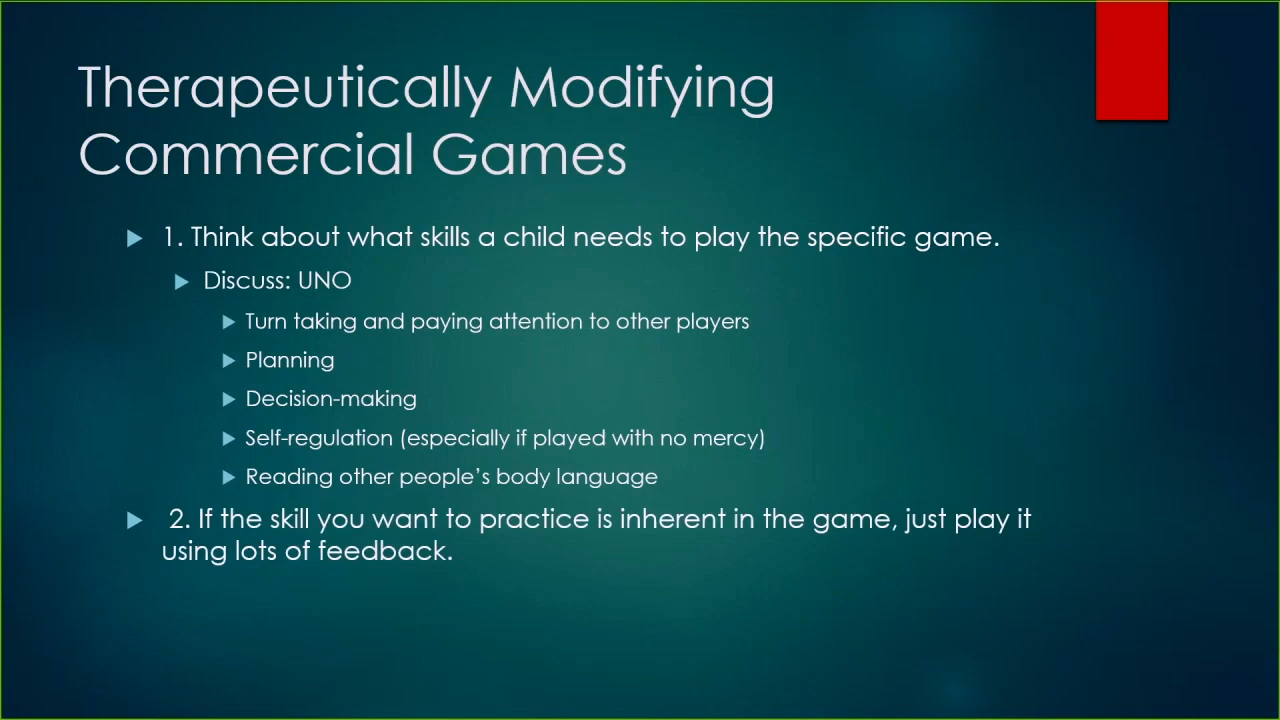 Therapeutically Modifying
Commercial Games
1. Think about what skills a child needs to play the specific game.
Discuss: UNO
Turn taking and paying attention to other players
Planning
Decision-making
Self-regulation (especially if played with no mercy)
Reading other people’s body language
2. If the skill you want to practice is inherent in the game, just play it
using lots of feedback.